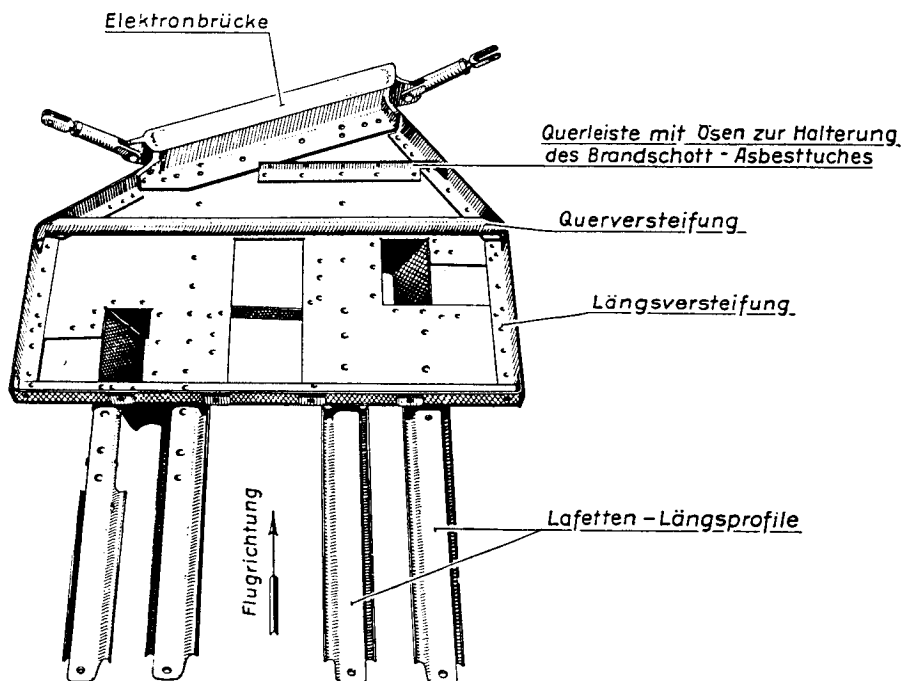 Elektronbrücke
Querleiste mit Ösen zur Halterung
des Brandschott-Asbesttuches
Querversteifung
Längsversteifung
Flugrichtung
Lafetten-Längsprofile